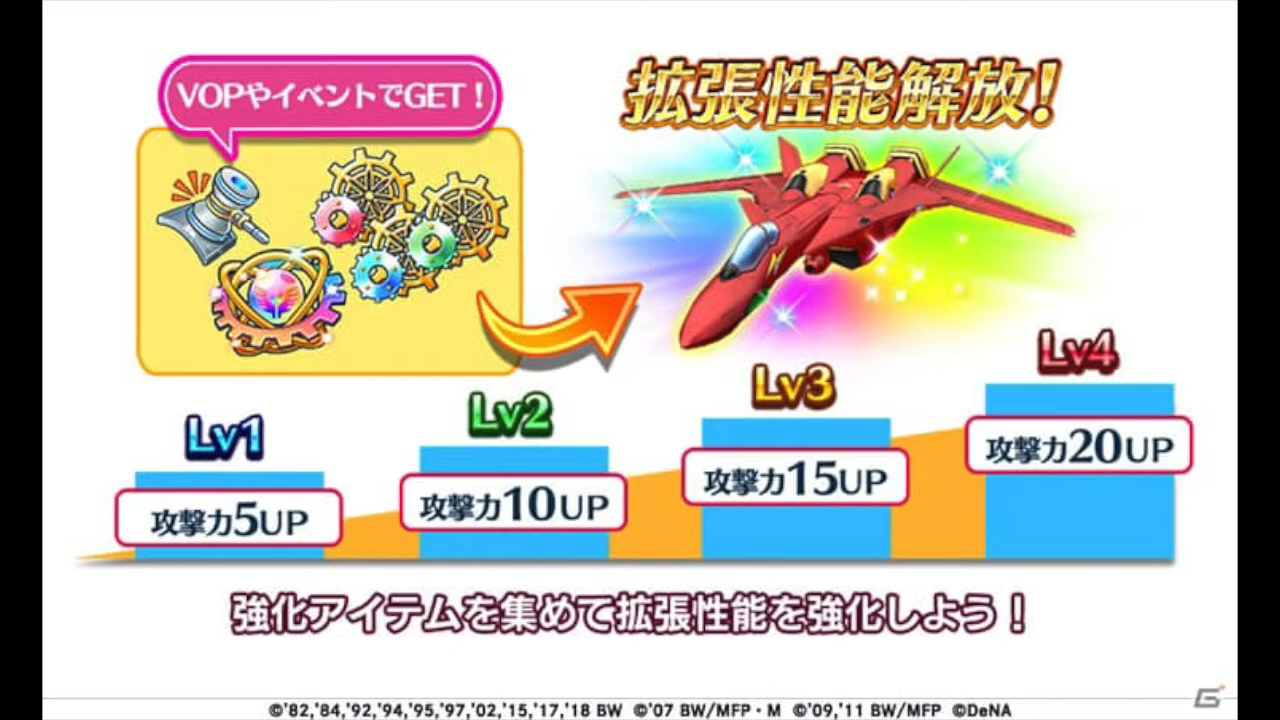 VOPやイベントでGET！
拡張性能解放!
Lv1
Lv2
Lv3
Lv4
攻撃力5UP
攻撃力10UP
攻撃力15UP
攻撃力20UP
強化アイテムを集めて拡張性能を強化しよう！
©'82,'84,'92,'94,'95,'97,'02,'15,'17,'18 BW ©'07 BW/MFP・M ©'09,'11 BW/MFP ©DeNA